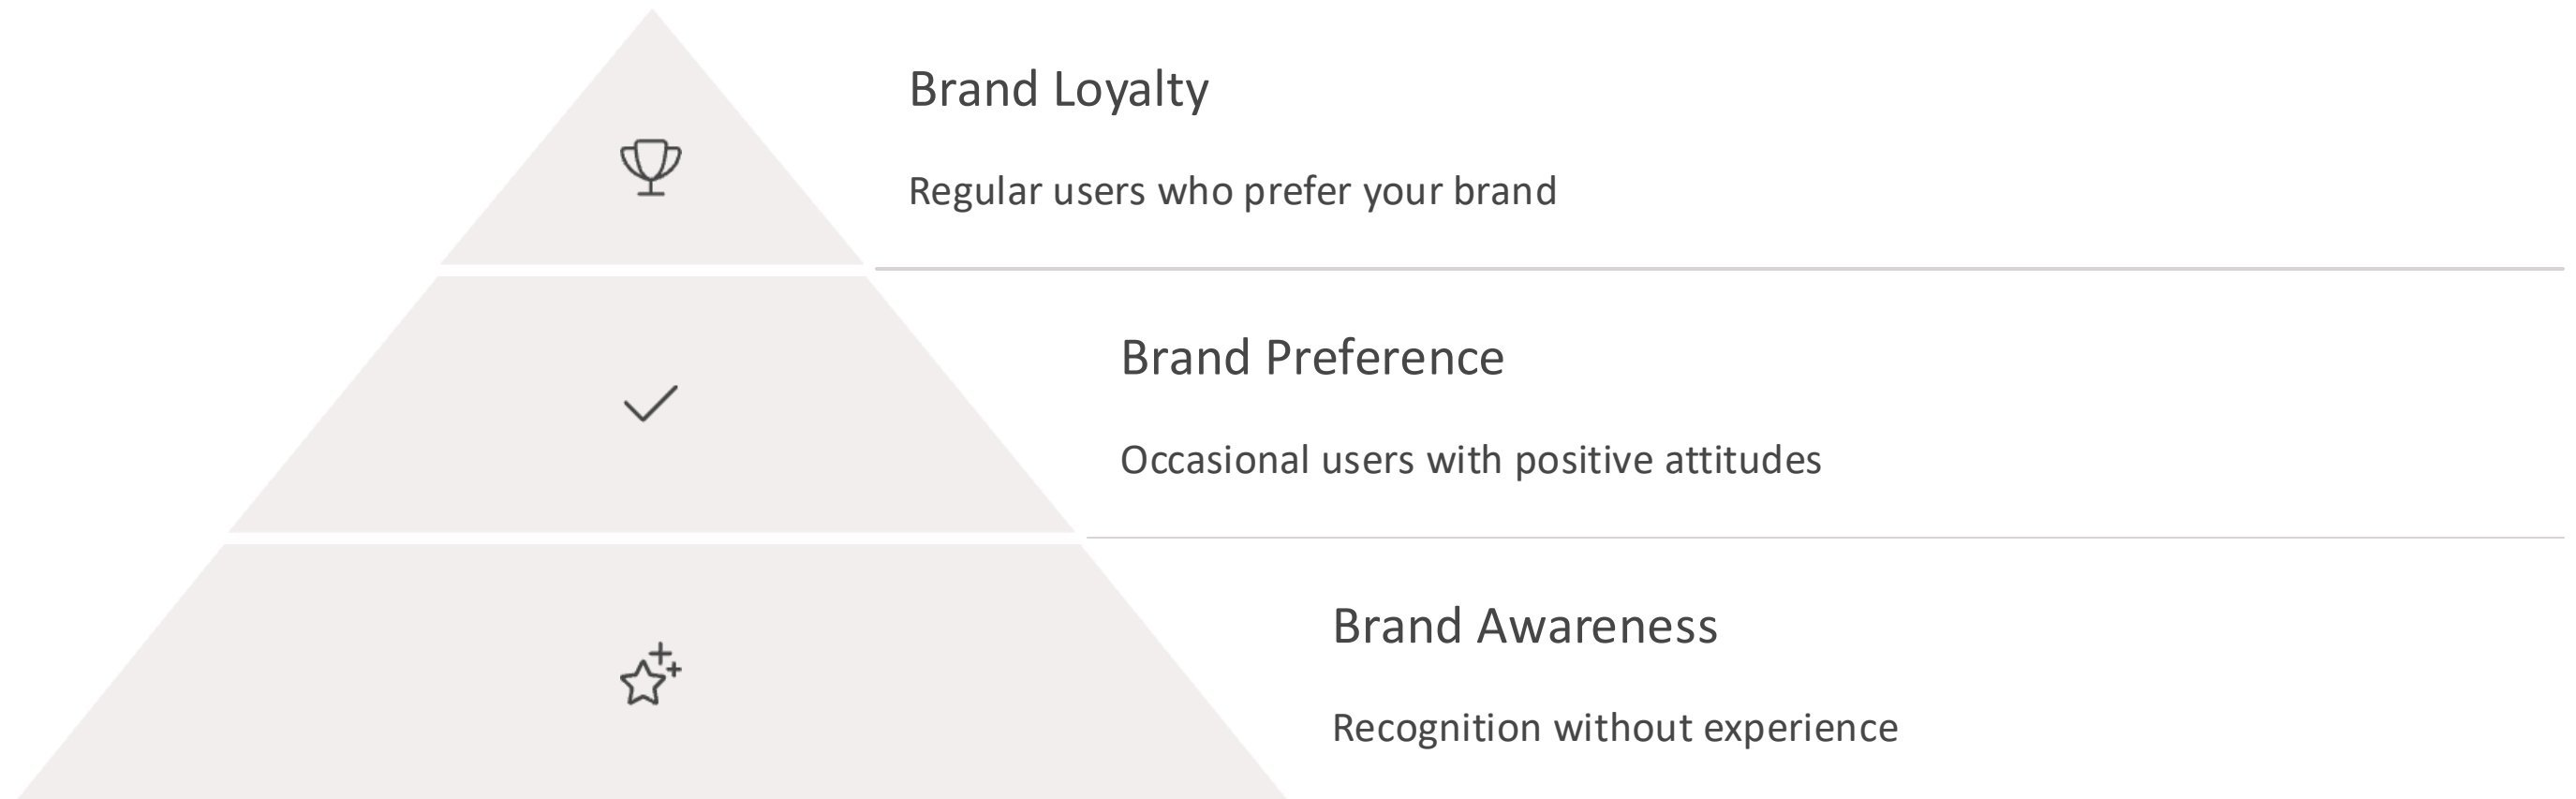 Brand Loyalty
Regular users who prefer your brand
Brand Preference
Occasional users with positive attitudes
Brand Awareness
Recognition without experience